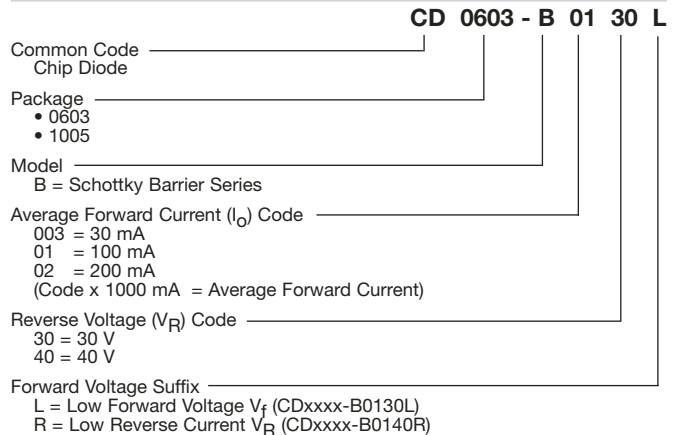 CD 0603 - B 01 30 L
Common Code
Chip Diode
Package
• 0603
• 1005
Model
B = Schottky Barrier Series
Average Forward Current (Io) Code
003 = 30 mA
01 = 100 mA
02 = 200 mA
(Code x 1000 mA = Average Forward Current)
Reverse Voltage (VR) Code
30 = 30 V
40 = 40 V
Forward Voltage Suffix
L = Low Forward Voltage Vf (CDxxxx-B0130L)
R = Low Reverse Current VR (CDxxxx-B0140R)